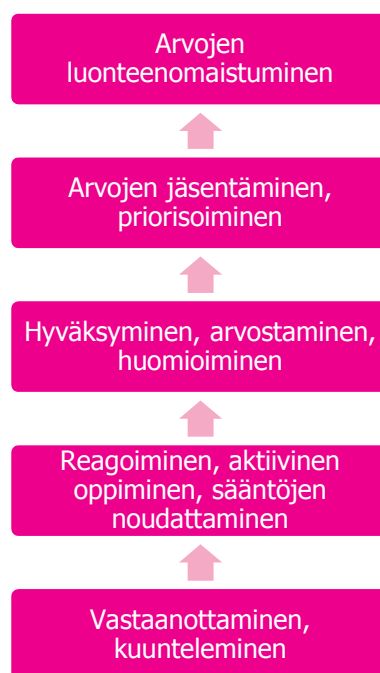 Arvojen
luonteenomaistuminen
Arvojen jäsentäminen,
priorisoiminen
Hyväksyminen, arvostaminen,
huomioiminen
Reagoiminen, aktiivinen
oppiminen, sääntöjen
noudattaminen
Vastaanottaminen,
kuunteleminen